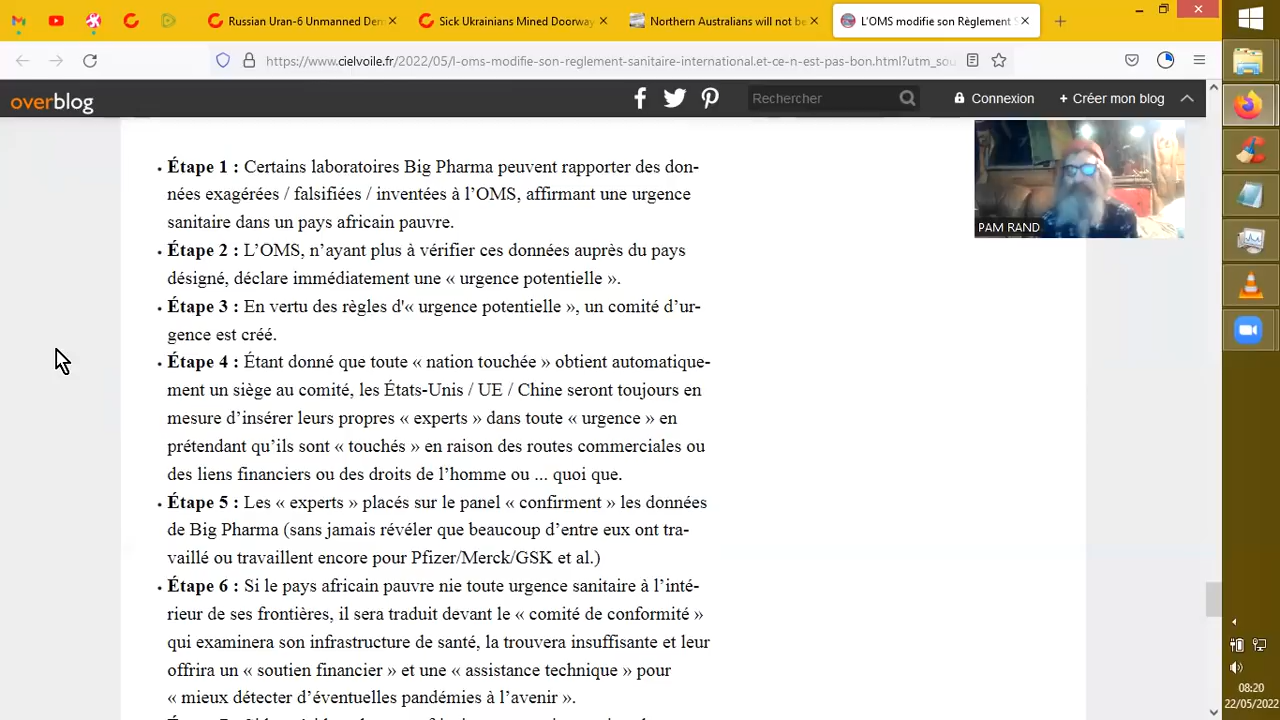 Russian Uran-6 Unmanned Der
Sick Ukrainians Mined Doorway
Northern Australians will not be
L'OMS modifie son Règlement S
https://www.cielvoile.fr/2022/05/l-oms-modifie-son-reglement-sanitaire-international.et-ce-n-est-pas-bon.html?utm_sou
overblog
Rechercher
Connexion
+ Créer mon blog
PAM RAND
• Étape 1 : Certains laboratoires Big Pharma peuvent rapporter des don-
nées exagérées / falsifiées / inventées à l’OMS, affirmant une urgence
sanitaire dans un pays africain pauvre.
• Étape 2 : L’OMS, n’ayant plus à vérifier ces données auprès du pays
désigné, déclare immédiatement une « urgence potentielle ».
• Étape 3 : En vertu des règles d'« urgence potentielle », un comité d’ur-
gence est créé.
• Étape 4 : Étant donné que toute « nation touchée » obtient automatique-
ment un siège au comité, les États-Unis / UE / Chine seront toujours en
mesure d’insérer leurs propres « experts » dans toute « urgence » en
prétendant qu’ils sont « touchés » en raison des routes commerciales ou
des liens financiers ou des droits de l’homme ou ... quoi que.
• Étape 5 : Les « experts » placés sur le panel « confirment » les données
de Big Pharma (sans jamais révéler que beaucoup d’entre eux ont tra-
vaillé ou travaillent encore pour Pfizer/Merck/GSK et al.)
• Étape 6 : Si le pays africain pauvre nie toute urgence sanitaire à l’inté-
rieur de ses frontières, il sera traduit devant le « comité de conformité »
qui examinera son infrastructure de santé, la trouvera insuffisante et leur
offrira un « soutien financier » et une « assistance technique » pour
« mieux détecter d’éventuelles pandémies à l’avenir ».
08:20
22/05/2022